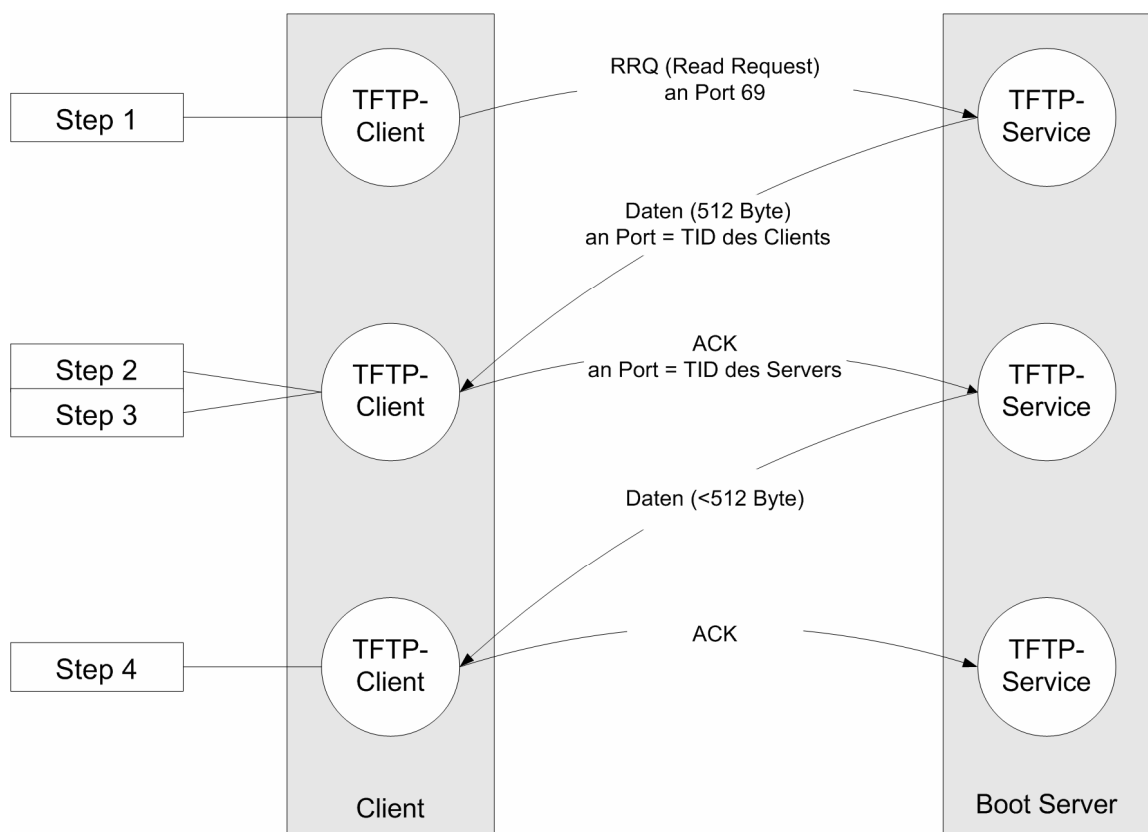 Step 1
TFTP-
Client
RRQ (Read Request)
an Port 69
TFTP-
Service
Daten (512 Byte)
an Port = TID des Clients
Step 2
Step 3
TFTP-
Client
ACK
an Port = TID des Servers
TFTP-
Service
Daten (<512 Byte)
Step 4
TFTP-
Client
ACK
TFTP-
Service
Client
Boot Server